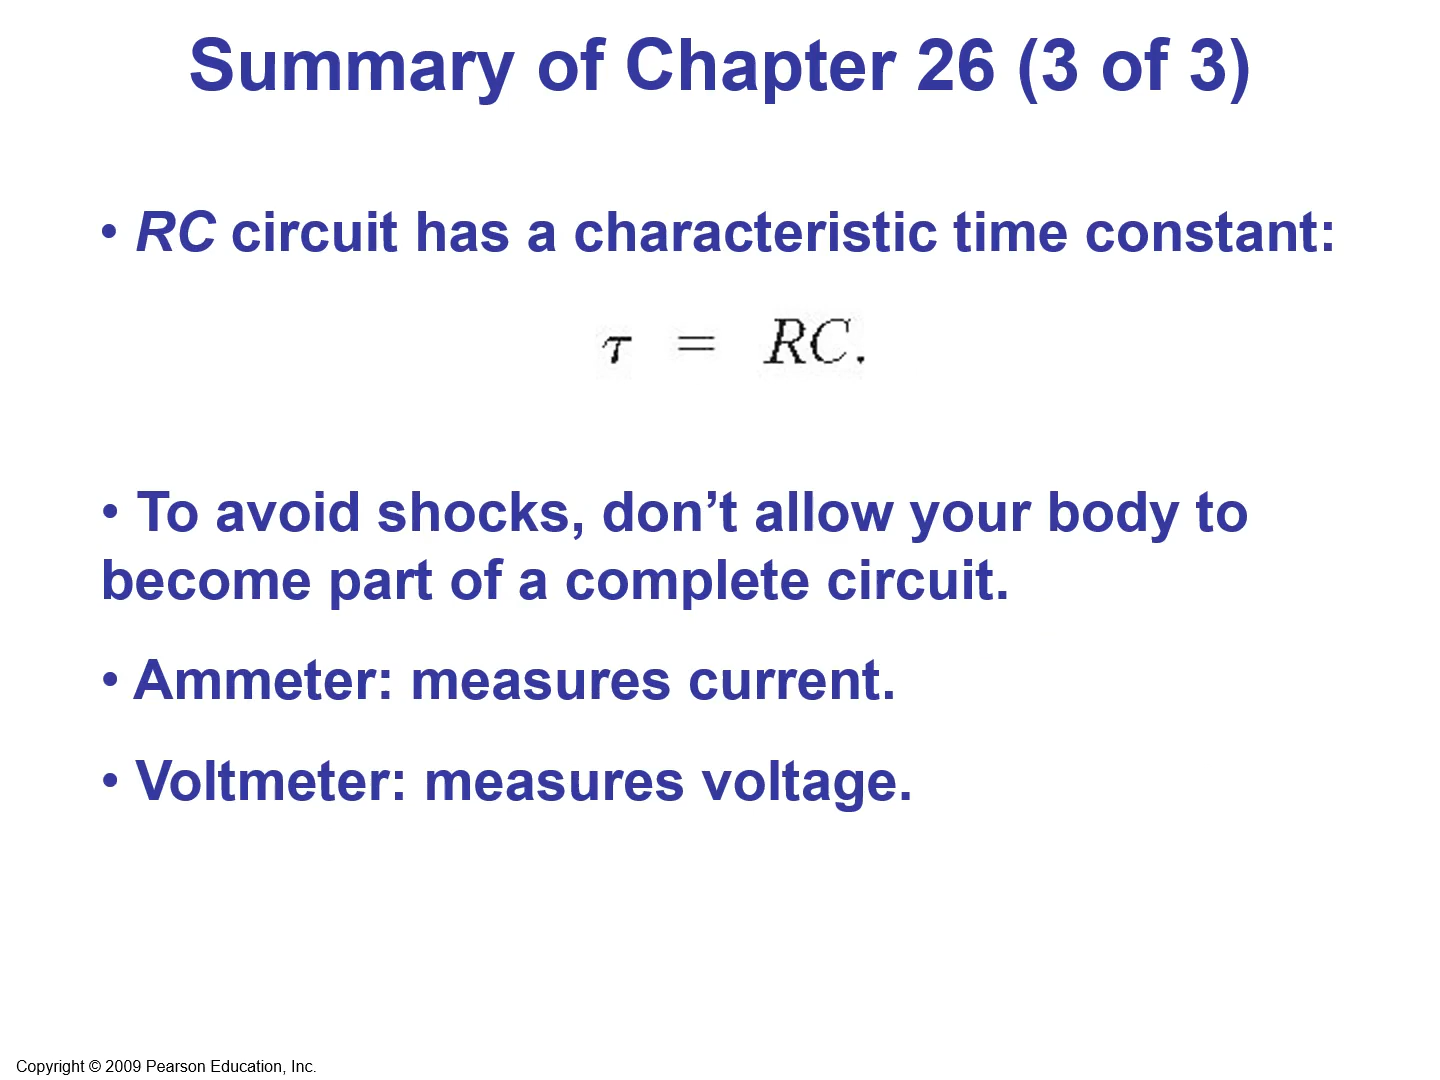 Summary of Chapter 26 (3 of 3)
• RC circuit has a characteristic time constant:
τ = RC.
• To avoid shocks, don’t allow your body to
become part of a complete circuit.
• Ammeter: measures current.
• Voltmeter: measures voltage.
Copyright © 2009 Pearson Education, Inc.